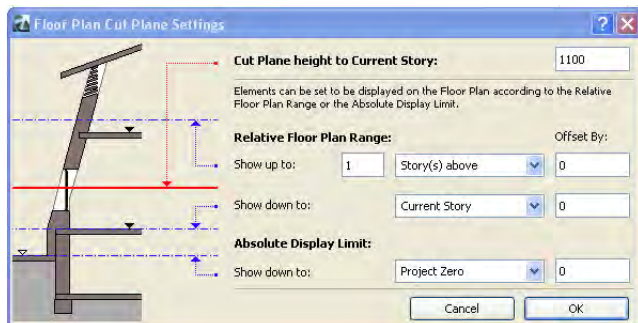 Floor Plan Cut Plane Settings
Cut Plane height to Current Story: 1100
Elements can be set to be displayed on the Floor Plan according to the Relative
Floor Plan Range or the Absolute Display Limit.
Relative Floor Plan Range: Offset By:
Show up to: 1 Story(s) above 0
Show down to: Current Story 0
Absolute Display Limit:
Show down to: Project Zero 0
Cancel OK